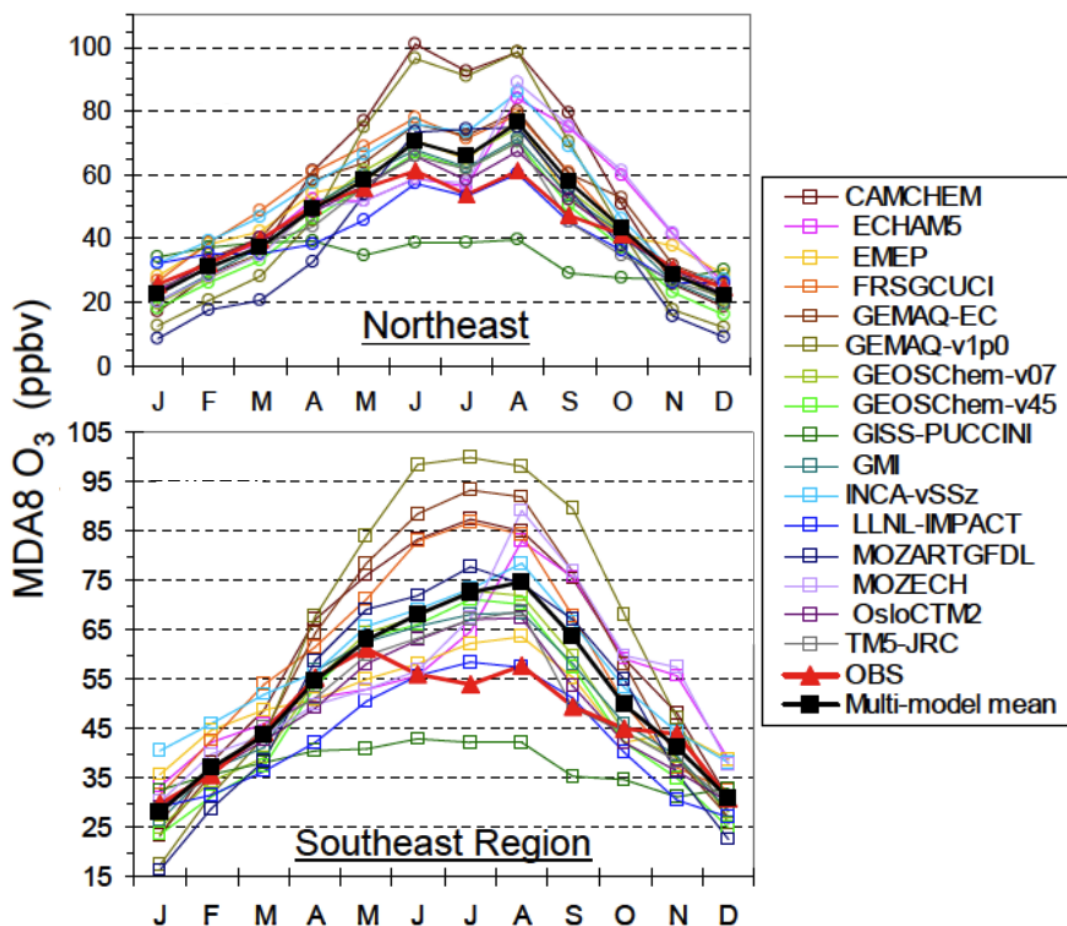 MDA8 O3 (ppbv)
100
80
60
40
20
0
Northeast
J F M A M J J A S O N D
105
95
85
75
65
55
45
35
25
15
Southeast Region
J F M A M J J A S O N D
CAMCHEM
ECHAM5
EMEP
FRSGCUCI
GEMAQ-EC
GEMAQ-v1p0
GEOSChem-v07
GEOSChem-v45
GISS-PUCCINI
GMI
INCA-vSSz
LLNL-IMPACT
MOZARTGFDL
MOZECH
OsloCTM2
TM5-JRC
OBS
Multi-model mean